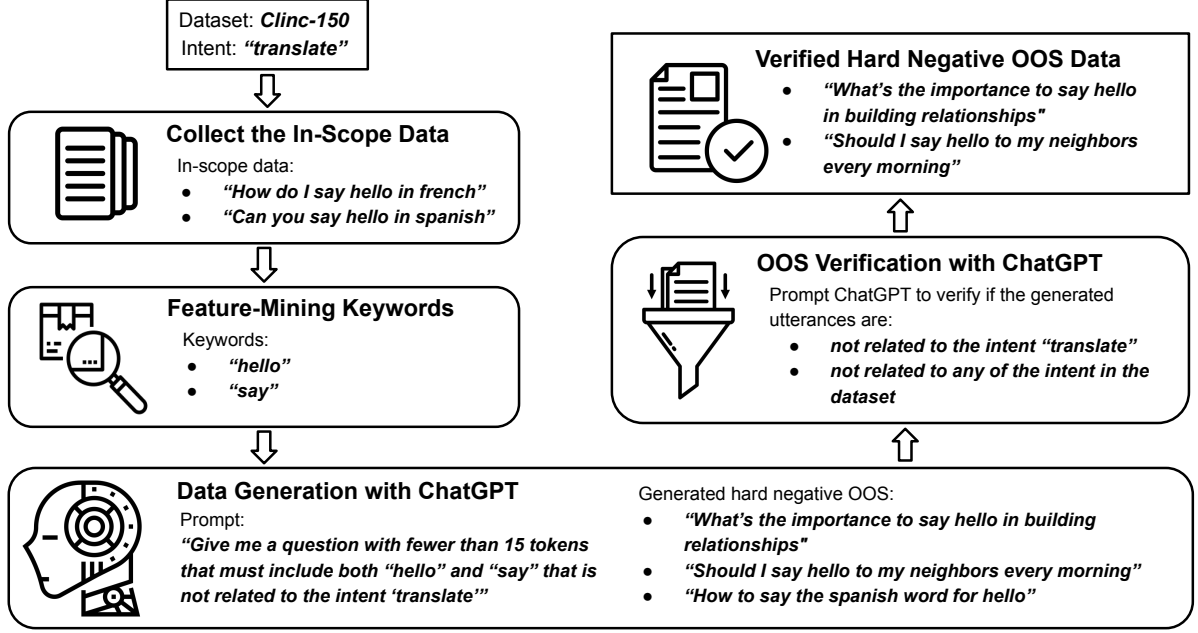 Dataset: Clinc-150
Intent: “translate”
Collect the In-Scope Data
In-scope data:
● “How do I say hello in french”
● “Can you say hello in spanish”
Feature-Mining Keywords
Keywords:
● “hello”
● “say”
Data Generation with ChatGPT
Prompt:
“Give me a question with fewer than 15 tokens
that must include both “hello” and “say” that is
not related to the intent ‘translate’”
Generated hard negative OOS:
● “What’s the importance to say hello in building
relationships"
● “Should I say hello to my neighbors every morning”
● “How to say the spanish word for hello”
OOS Verification with ChatGPT
Prompt ChatGPT to verify if the generated
utterances are:
● not related to the intent “translate”
● not related to any of the intent in the
dataset
Verified Hard Negative OOS Data
● “What’s the importance to say hello
in building relationships"
● “Should I say hello to my neighbors
every morning”